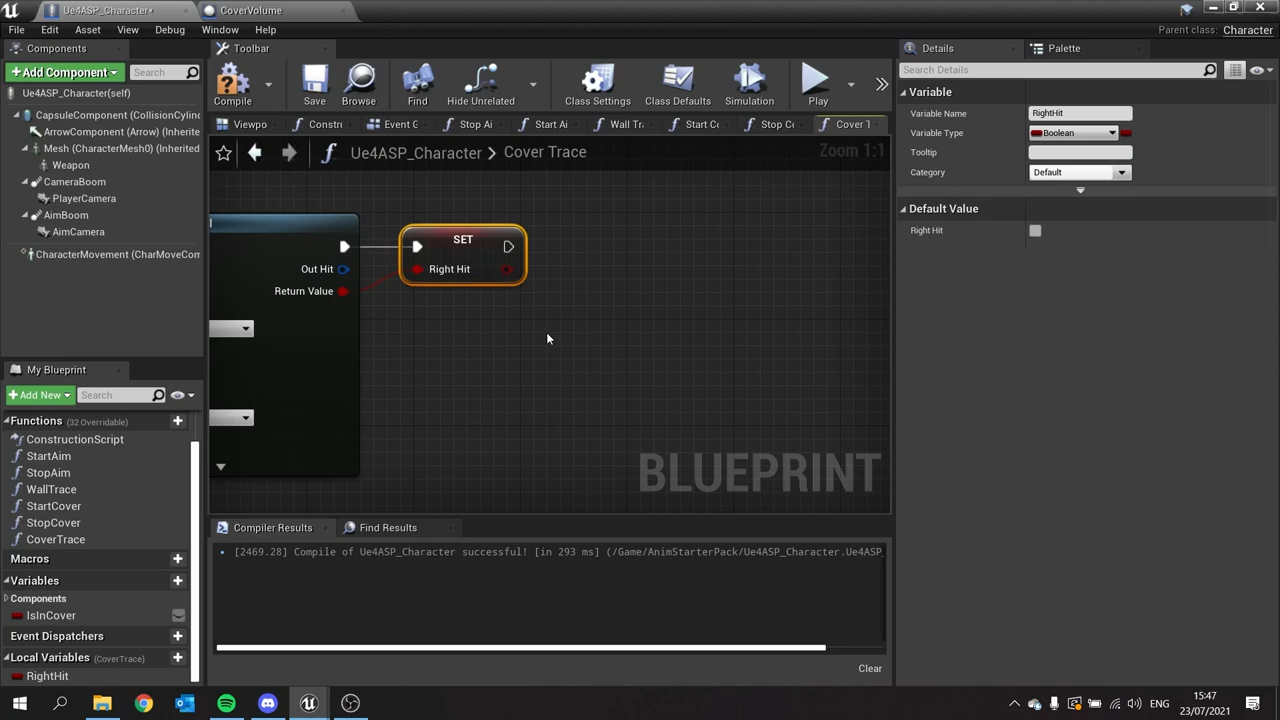 Ue4ASP_Character*
CoverVolume
File Edit Asset View Debug Window Help
Parent class: Character
Components
Add Component
Search
Ue4ASP_Character(self)
CapsuleComponent (CollisionCylind
ArrowComponent (Arrow) (Inherite
Mesh (CharacterMesh0) (Inherited
Weapon
CameraBoom
PlayerCamera
AimBoom
AimCamera
CharacterMovement (CharMoveCom
My Blueprint
Add New
Search
Functions (32 Overridable)
ConstructionScript
StartAim
StopAim
WallTrace
StartCover
StopCover
CoverTrace
Macros
Variables
Components
IsInCover
Event Dispatchers
Local Variables (CoverTrace)
RightHit
Toolbar
Compile Save Browse Find Hide Unrelated Class Settings Class Defaults Simulation Play
Viewpo Constru Event G Stop Ai Start Ai Wall Tr Start Co Stop Co Cover T
Ue4ASP_Character > Cover Trace
Zoom 1:1
SET
Right Hit
Out Hit
Return Value
BLUEPRINT
Compiler Results
Find Results
[2469.28] Compile of Ue4ASP_Character successful! [in 293 ms] (/Game/AnimStarterPack/Ue4ASP_Character.Ue4ASP_
Clear
Details
Palette
Search Details
Variable
Variable Name RightHit
Variable Type Boolean
Tooltip
Category Default
Default Value
Right Hit
ENG
15:47
23/07/2021